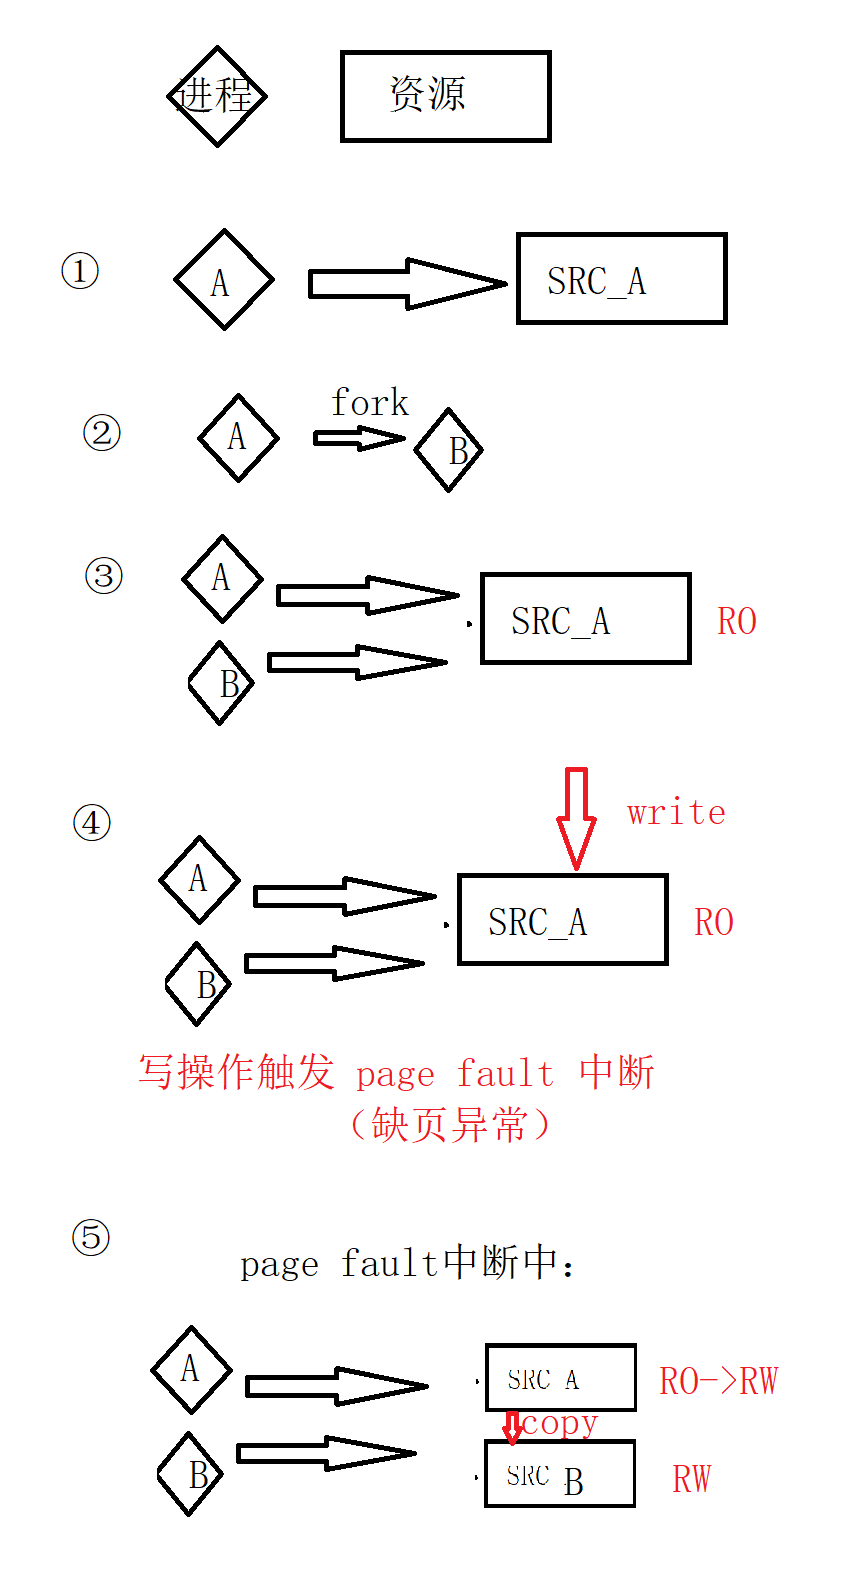 进程 资源
① A SRC_A
fork
② A B
③ A SRC_A RO
B
write
④ A SRC_A RO
B
写操作触发 page fault 中断
（缺页异常）
⑤ page fault中断中：
A SRC A RO->RW
copy
B SRC B RW